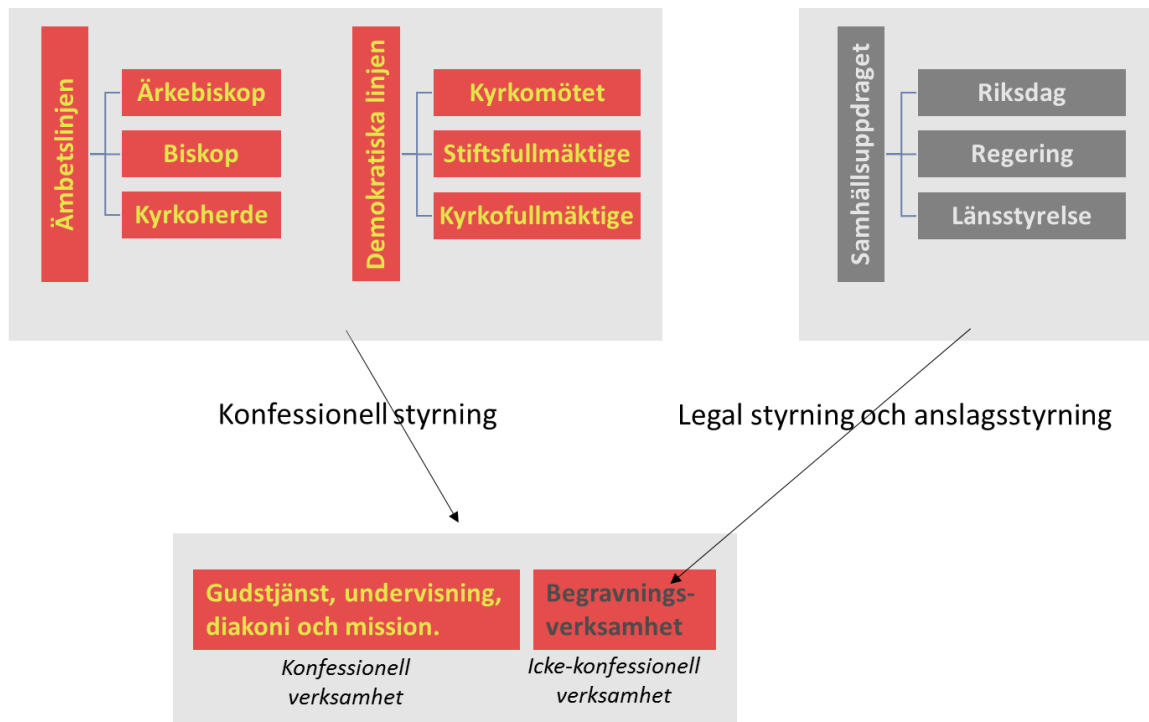 Ämbetslinjen
Ärkebiskop
Biskop
Kyrkoherde
Demokratiska linjen
Kyrkomötet
Stiftsfullmäktige
Kyrkofullmäktige
Samhällsuppdraget
Riksdag
Regering
Länsstyrelse
Konfessionell styrning
Legal styrning och anslagsstyrning
Gudstjänst, undervisning,
diakoni och mission.
Konfessionell
verksamhet
Begravnings-
verksamhet
Icke-konfessionell
verksamhet